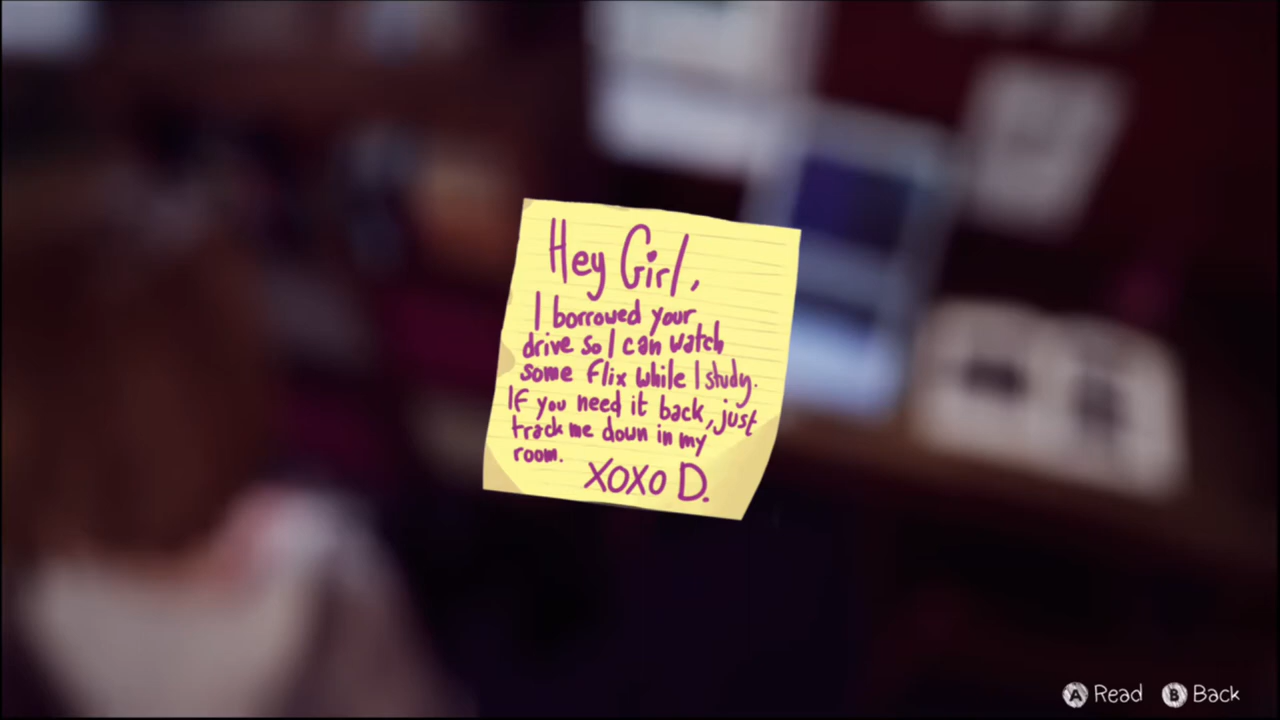 Hey Girl,
I borrowed your
drive so I can watch
some Flix while I study.
If you need it back, just
track me down in my
room.
XOXO D.
A Read B Back